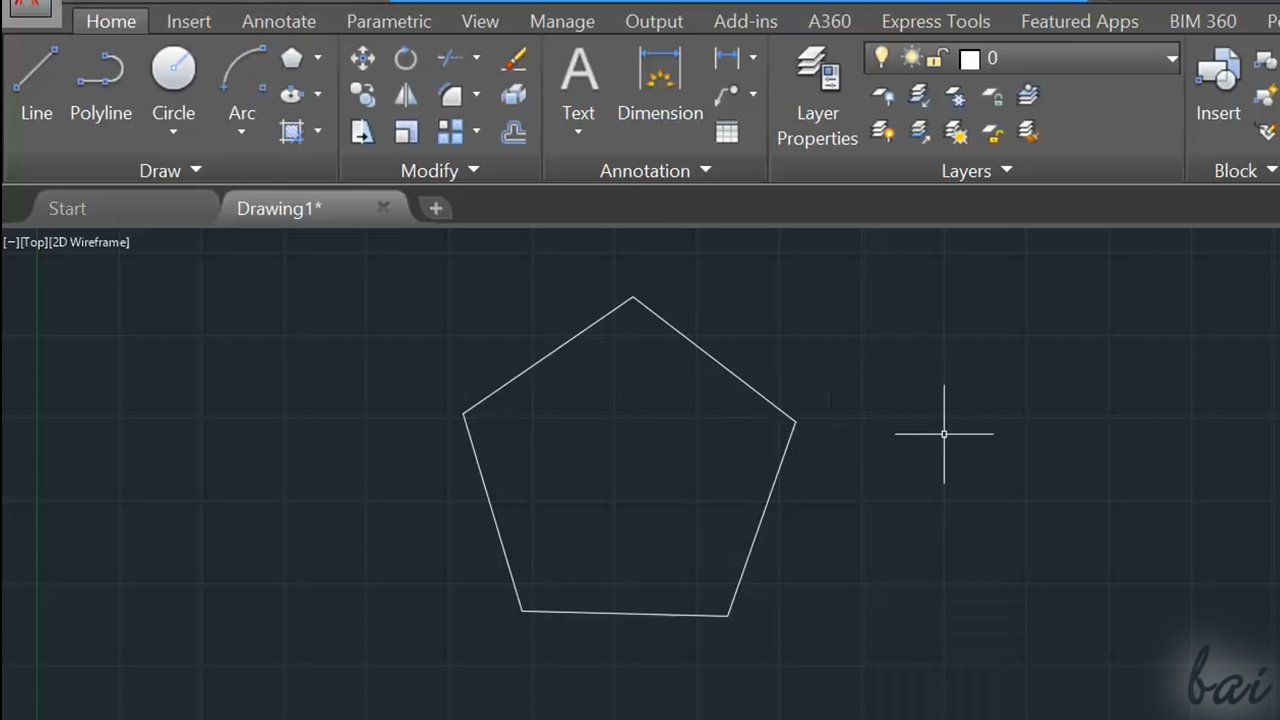 Home Insert Annotate Parametric View Manage Output Add-ins A360 Express Tools Featured Apps BIM 360
0
Line Polyline Circle Arc Text Dimension Layer Properties Insert
Draw Modify Annotation Layers Block
Start Drawing1* +
[−][Top][2D Wireframe]
bai